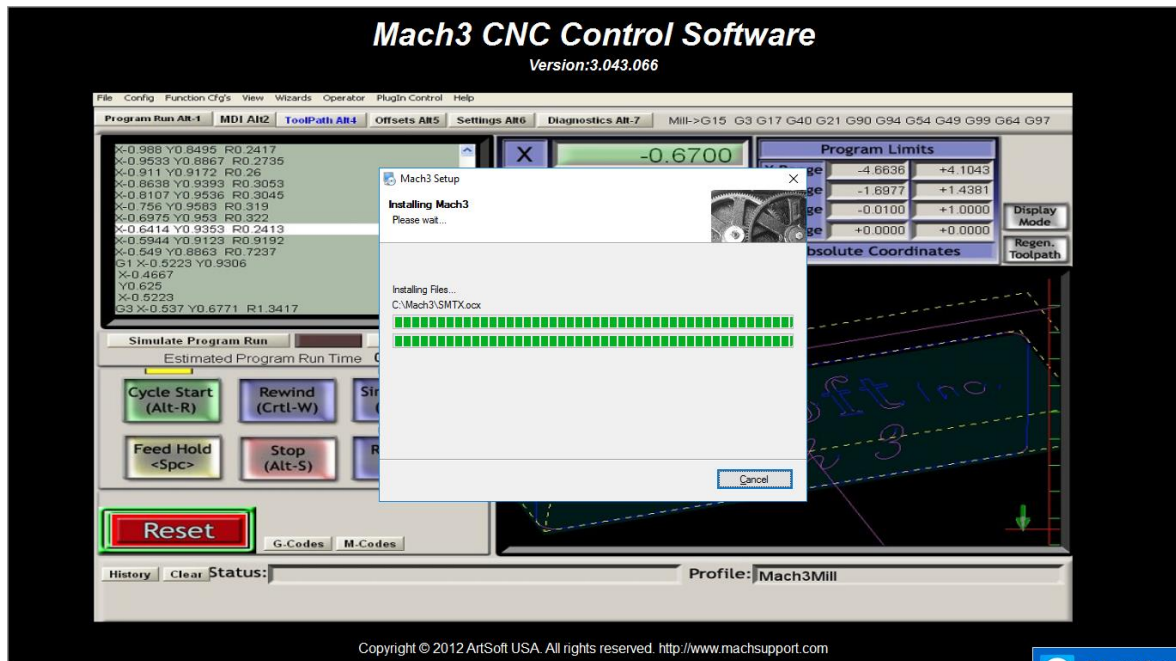 Mach3 CNC Control Software
Version:3.043.066
File Config Function Cfg's View Wizards Operator PlugIn Control Help
Program Run Alt-1 MDI Alt2 ToolPath Alt4 Offsets Alt5 Settings Alt6 Diagnostics Alt-7 Mill->G15 G3 G17 G40 G21 G90 G94 G54 G49 G99 G64 G97
X-0.988 Y0.8495 R0.2417
X-0.9533 Y0.8867 R0.2735
X-0.911 Y0.9172 R0.26
X-0.8638 Y0.9393 R0.3053
X-0.8107 Y0.9536 R0.3045
X-0.756 Y0.9583 R0.319
X-0.6975 Y0.953 R0.322
X-0.6414 Y0.9353 R0.2413
X-0.5944 Y0.9123 R0.9192
X-0.549 Y0.8863 R0.7237
G1 X-0.5223 Y0.9306
X-0.4667
Y0.625
X-0.5223
G3 X-0.537 Y0.6771 R1.3417
X -0.6700
Program Limits
-4.6636 +4.1043
-1.6977 +1.4381
-0.0100 +1.0000
+0.0000 +0.0000
Coordinates
Display
Mode
Regen.
Toolpath
Mach3 Setup
Installing Mach3
Please wait...
Installing Files...
C:\Mach3\SMTX.ocx
Cancel
Simulate Program Run
Estimated Program Run Time
Cycle Start
(Alt-R)
Rewind
(Crtl-W)
Feed Hold
<Spc>
Stop
(Alt-S)
Inc.
3
Reset
G-Codes M-Codes
History Clear Status:
Profile: Mach3Mill
Copyright © 2012 ArtSoft USA. All rights reserved. http://www.machsupport.com